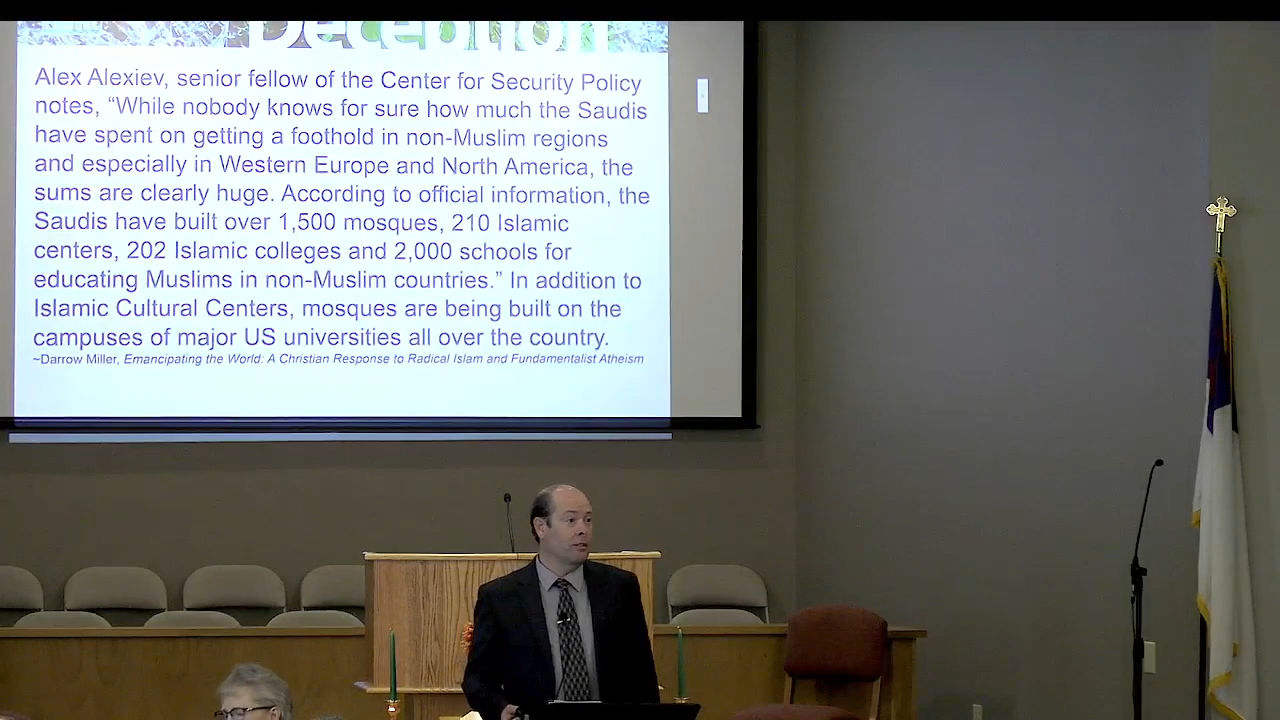 Deception
Alex Alexiev, senior fellow of the Center for Security Policy
notes, “While nobody knows for sure how much the Saudis
have spent on getting a foothold in non-Muslim regions
and especially in Western Europe and North America, the
sums are clearly huge. According to official information, the
Saudis have built over 1,500 mosques, 210 Islamic
centers, 202 Islamic colleges and 2,000 schools for
educating Muslims in non-Muslim countries.” In addition to
Islamic Cultural Centers, mosques are being built on the
campuses of major US universities all over the country.
~Darrow Miller, Emancipating the World: A Christian Response to Radical Islam and Fundamentalist Atheism